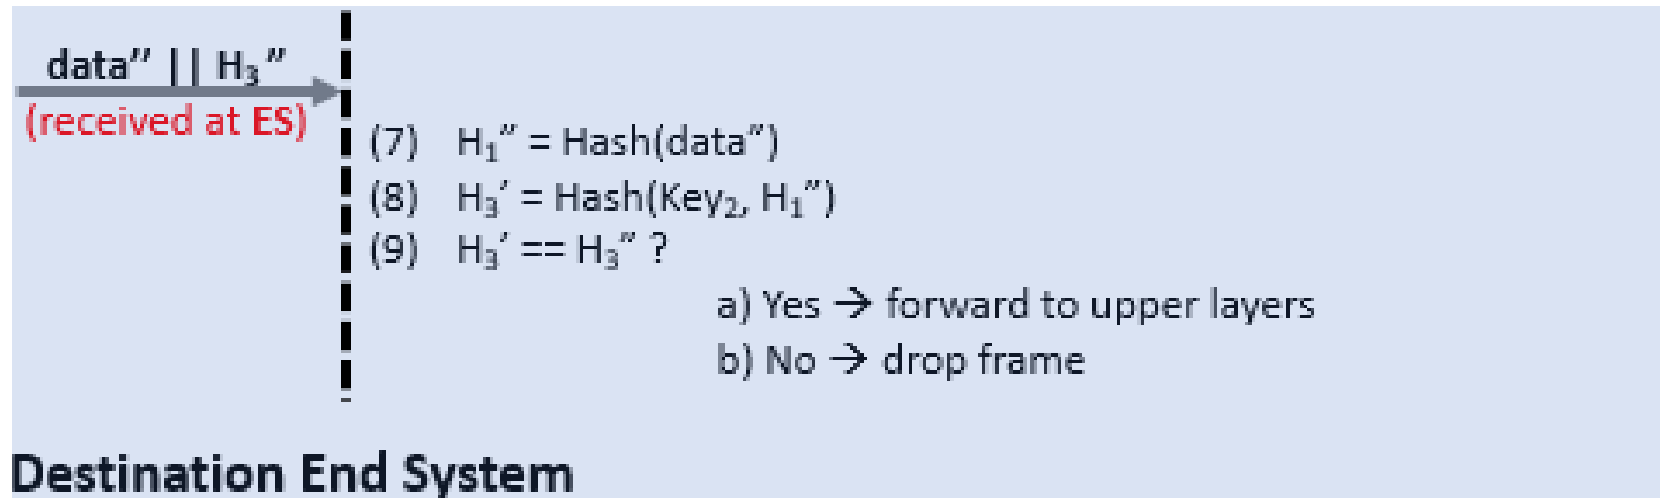 data″ || H₃″
(received at ES)
(7) H₁″ = Hash(data″)
(8) H₃′ = Hash(Key₂, H₁″)
(9) H₃′ == H₃″ ?
a) Yes → forward to upper layers
b) No → drop frame
Destination End System